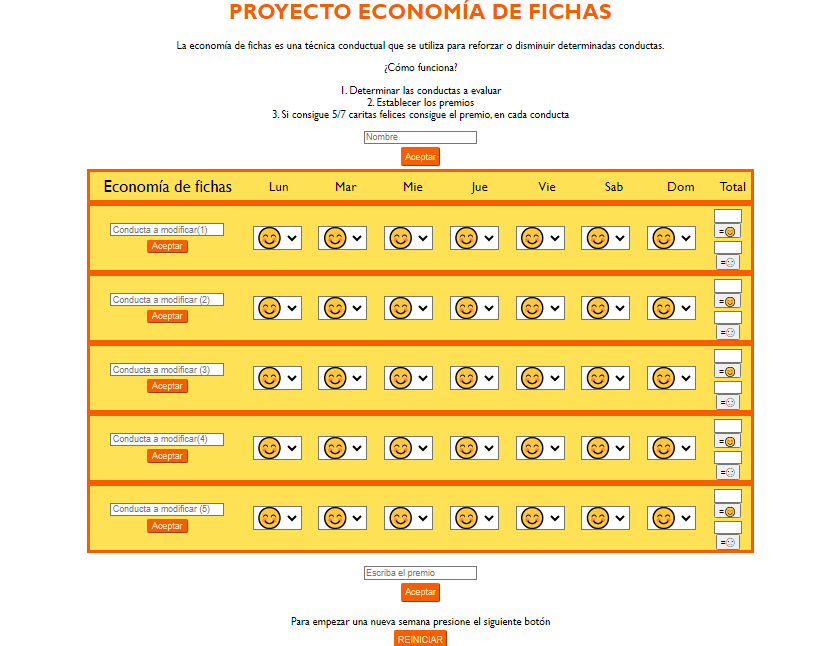 PROYECTO ECONOMÍA DE FICHAS
La economía de fichas es una técnica conductual que se utiliza para reforzar o disminuir determinadas conductas.
¿Cómo funciona?
1. Determinar las conductas a evaluar
2. Establecer los premios
3. Si consigue 5/7 caritas felices consigue el premio, en cada conducta
Nombre
Aceptar
Economía de fichas Lun Mar Mie Jue Vie Sab Dom Total
Conducta a modificar(1)
Aceptar
=
=
Conducta a modificar (2)
Aceptar
=
=
Conducta a modificar (3)
Aceptar
=
=
Conducta a modificar(4)
Aceptar
=
=
Conducta a modificar (5)
Aceptar
=
=
Escriba el premio
Aceptar
Para empezar una nueva semana presione el siguiente botón
REINICIAR